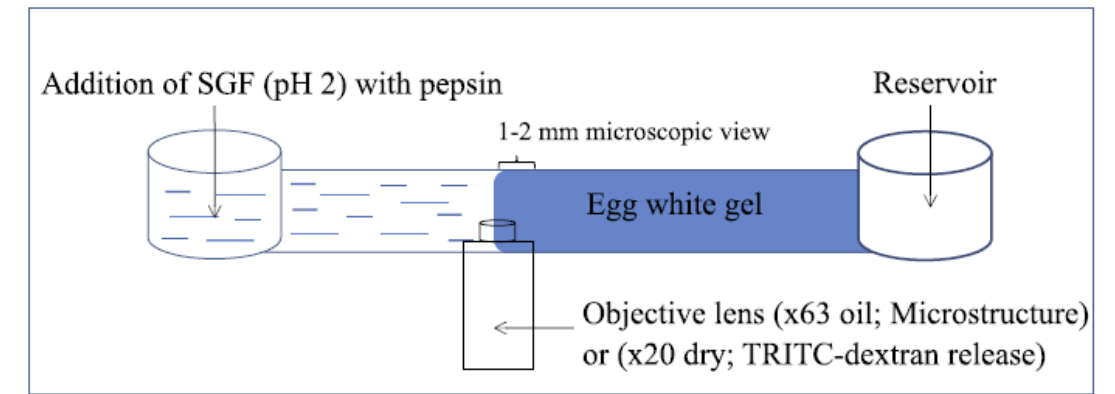 Addition of SGF (pH 2) with pepsin
Reservoir
1-2 mm microscopic view
Egg white gel
Objective lens (x63 oil; Microstructure)
or (x20 dry; TRITC-dextran release)